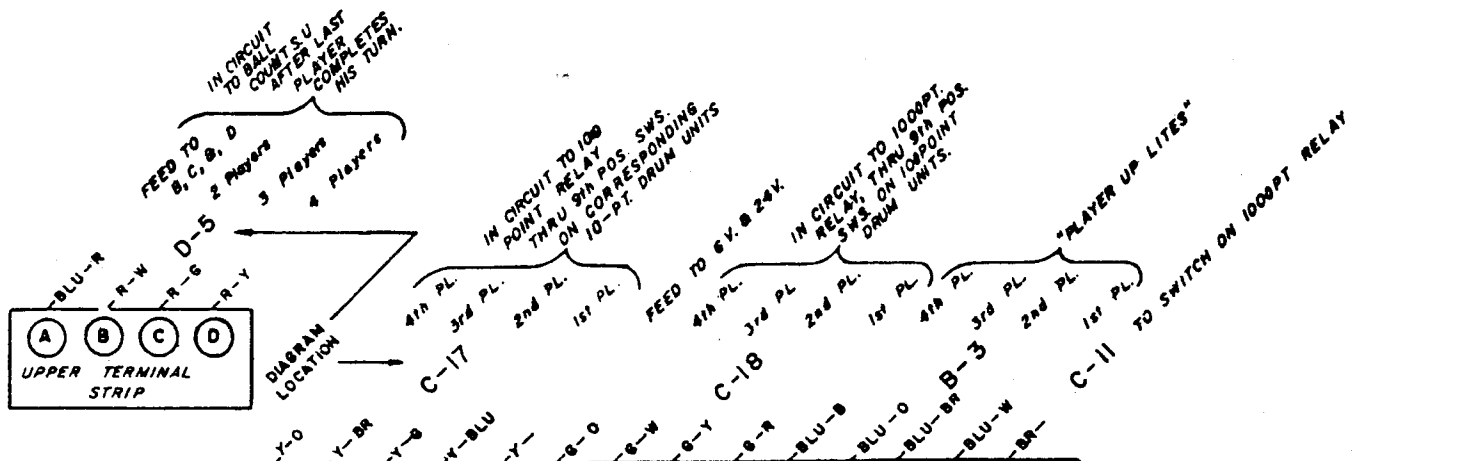 IN CIRCUIT
TO BALL
COUNT S.U
AFTER LAST
PLAYER
COMPLETES
HIS TURN.
FEED TO
B, C, &, D
2 Players
3 Players
4 Players
D-5
BLU-R
R-W
R-G
R-Y
A B C D
UPPER TERMINAL
STRIP
DIAGRAM
LOCATION
IN CIRCUIT TO 100
POINT RELAY
THRU 9th POS. SWS.
ON CORRESPONDING
10-PT. DRUM UNITS
4th PL.
3rd PL.
2nd PL.
1st PL.
C-17
FEED TO 6 V. & 24V.
IN CIRCUIT TO 1000PT.
RELAY, THRU 9th POS.
SWS. ON 100POINT
DRUM UNITS.
4th PL.
3rd PL
2nd PL.
1st PL
C-18
"PLAYER UP LITES"
4th PL.
3rd PL.
2nd PL.
1st PL.
B-3
TO SWITCH ON 1000PT RELAY
C-11
Y-O
Y-BR
Y-G
Y-BLU
Y-
G-O
G-W
G-Y
G-R
BLU-B
BLU-O
BLU-BR
BLU-W
BR-